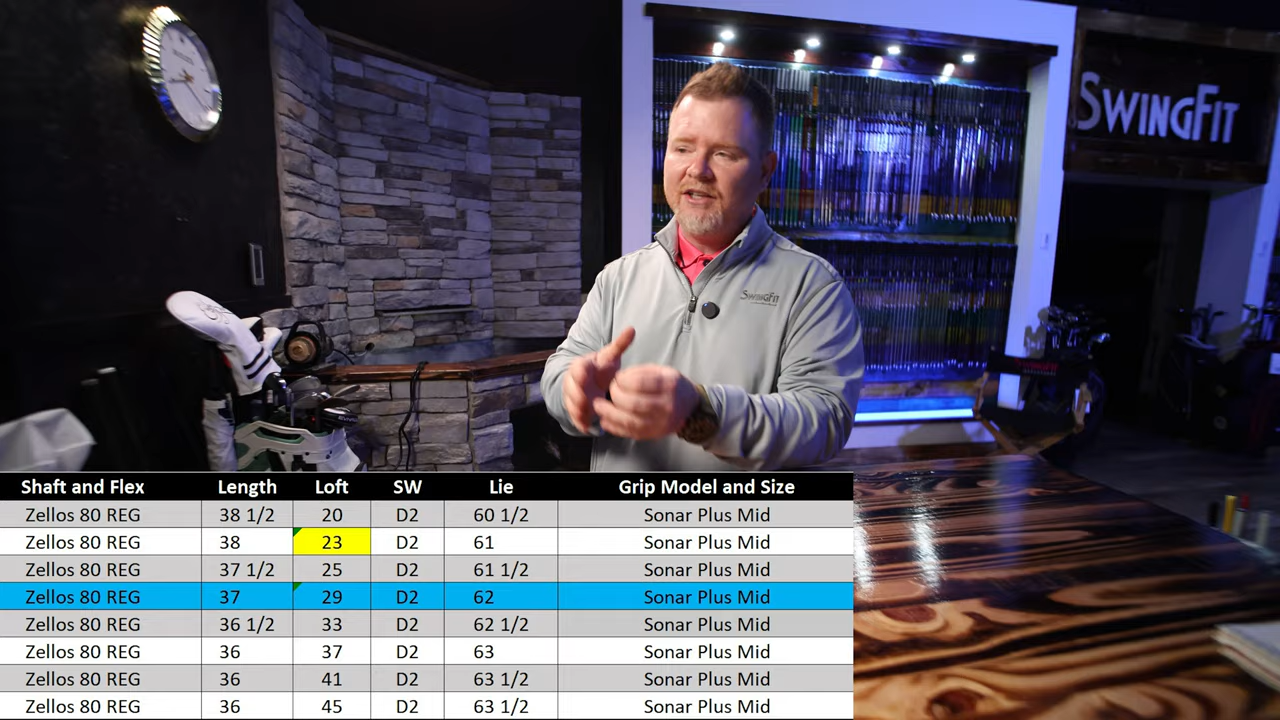 SWINGFIT
SWINGFIT
Shaft and Flex Length Loft SW Lie Grip Model and Size
Zellos 80 REG 38 1/2 20 D2 60 1/2 Sonar Plus Mid
Zellos 80 REG 38 23 D2 61 Sonar Plus Mid
Zellos 80 REG 37 1/2 25 D2 61 1/2 Sonar Plus Mid
Zellos 80 REG 37 29 D2 62 Sonar Plus Mid
Zellos 80 REG 36 1/2 33 D2 62 1/2 Sonar Plus Mid
Zellos 80 REG 36 37 D2 63 Sonar Plus Mid
Zellos 80 REG 36 41 D2 63 1/2 Sonar Plus Mid
Zellos 80 REG 36 45 D2 63 1/2 Sonar Plus Mid